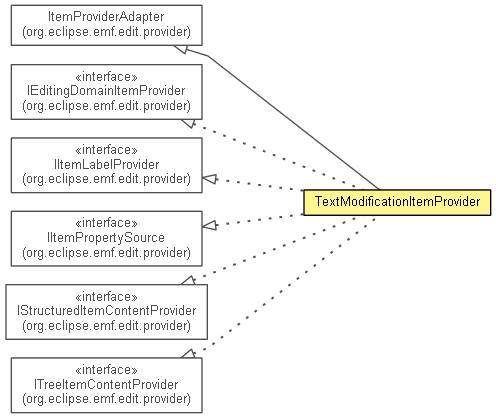 ItemProviderAdapter
(org.eclipse.emf.edit.provider)
«interface»
IEditingDomainItemProvider
(org.eclipse.emf.edit.provider)
«interface»
IItemLabelProvider
(org.eclipse.emf.edit.provider)
TextModificationItemProvider
«interface»
IItemPropertySource
(org.eclipse.emf.edit.provider)
«interface»
IStructuredItemContentProvider
(org.eclipse.emf.edit.provider)
«interface»
ITreeItemContentProvider
(org.eclipse.emf.edit.provider)